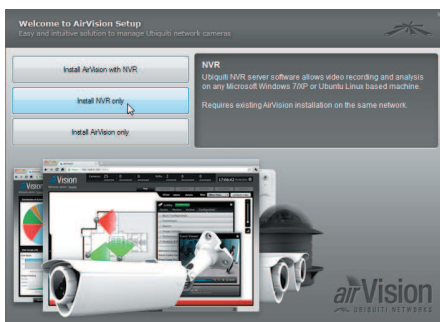 Welcome to AirVision Setup
Easy and intuitive solution to manage Ubiquiti network cameras
Install AirVision with NVR
Install NVR only
Install AirVision only
NVR
Ubiquiti NVR server software allows video recording and analysis
on any Microsoft Windows 7/XP or Ubuntu Linux based machine.
Requires existing AirVision installation on the same network.
Vision
Vision
airVision
UBIQUITI NETWORKS